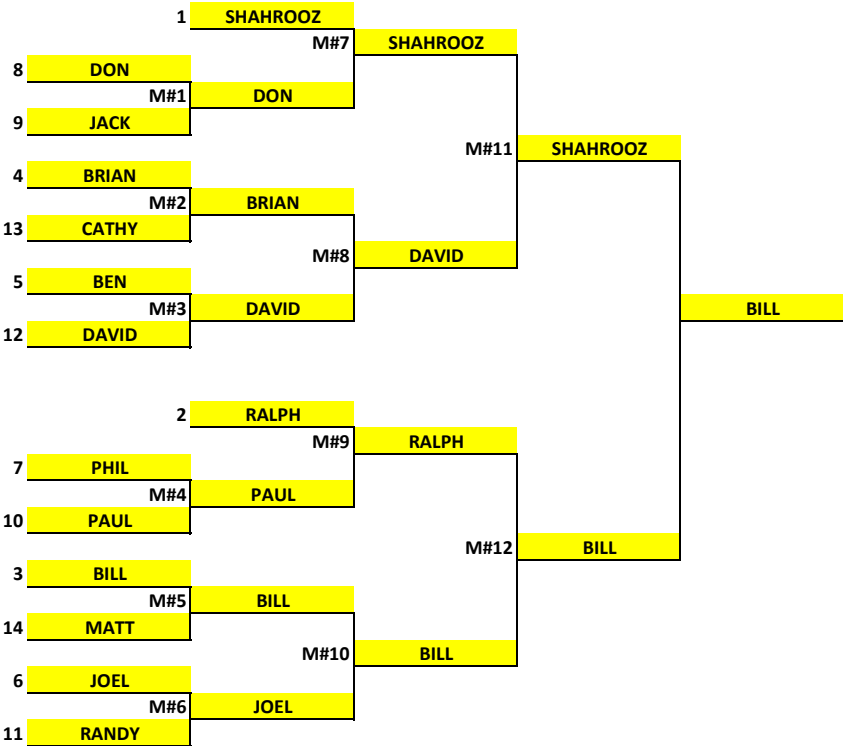 1 SHAHROOZ
M#7 SHAHROOZ
8 DON
M#1 DON
9 JACK
M#11 SHAHROOZ
4 BRIAN
M#2 BRIAN
13 CATHY
M#8 DAVID
5 BEN
M#3 DAVID BILL
12 DAVID
2 RALPH
M#9 RALPH
7 PHIL
M#4 PAUL
10 PAUL
M#12 BILL
3 BILL
M#5 BILL
14 MATT
M#10 BILL
6 JOEL
M#6 JOEL
11 RANDY